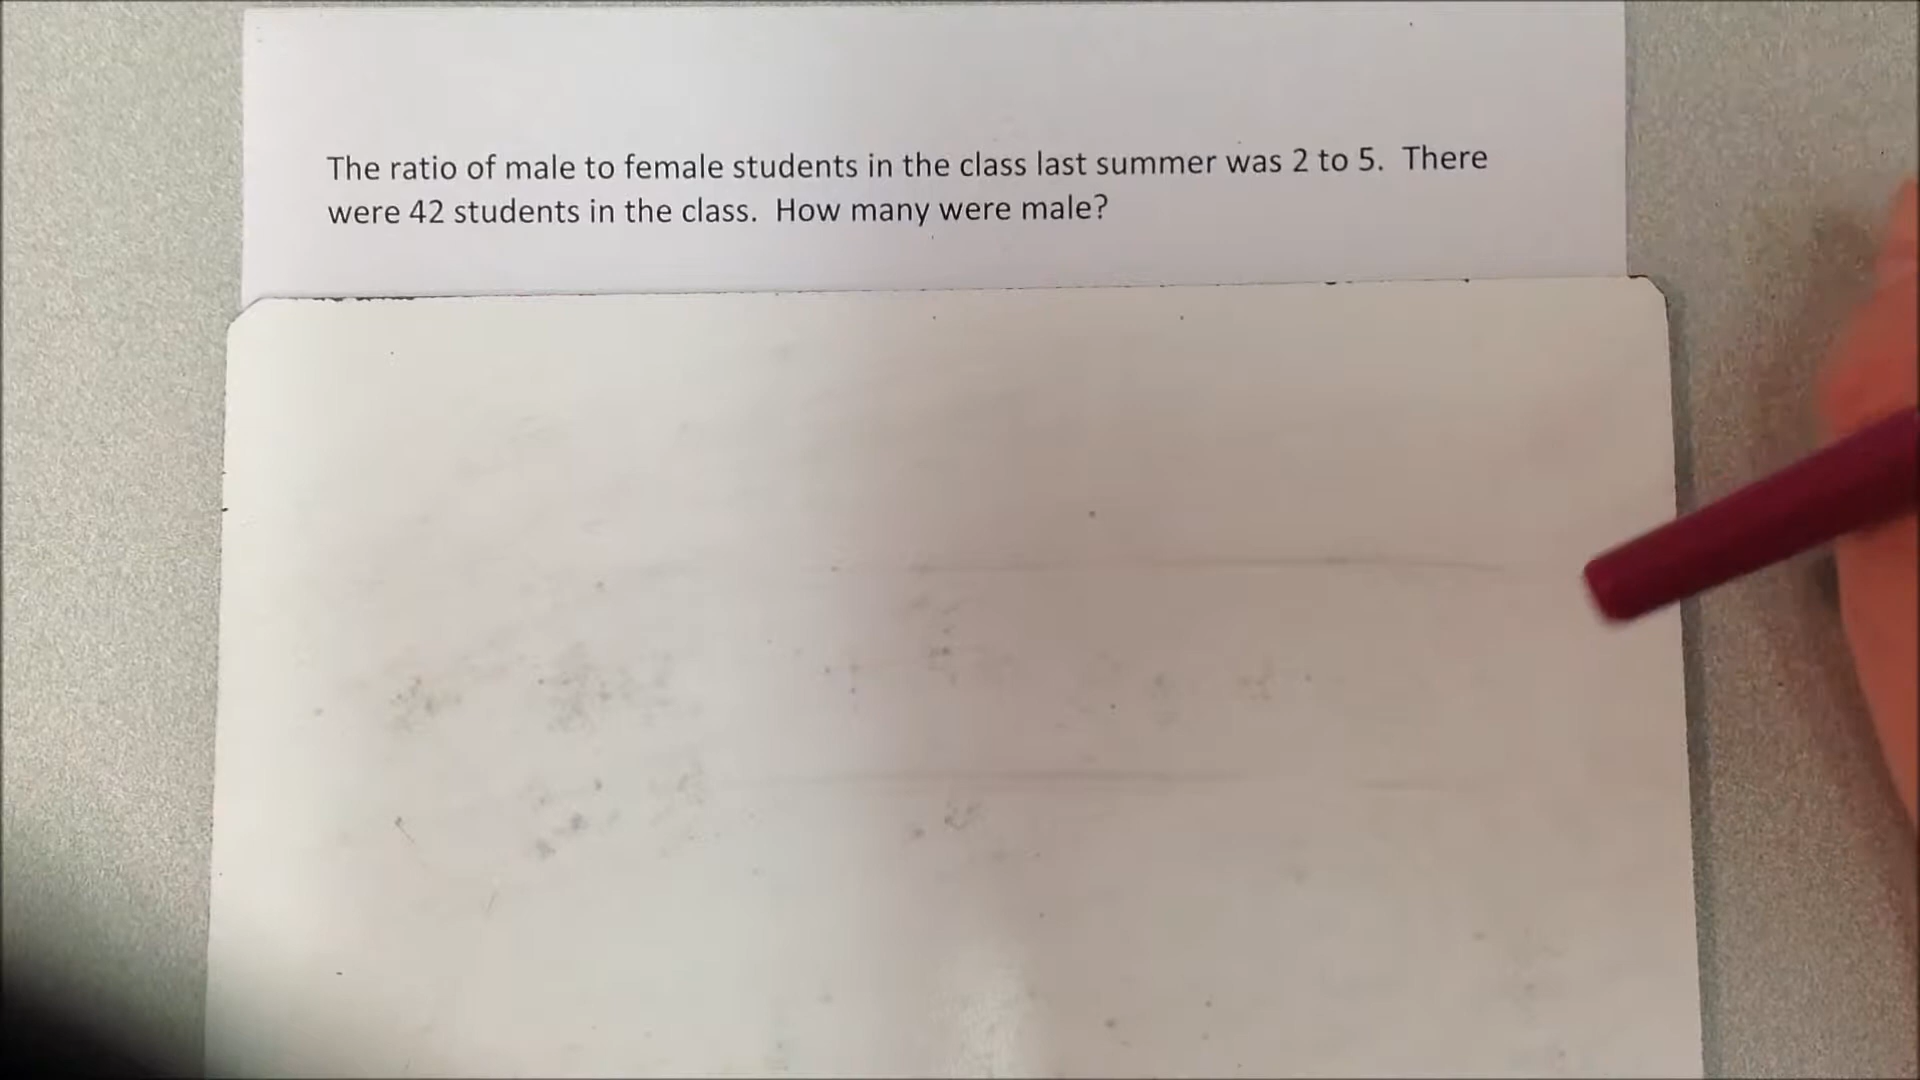 The ratio of male to female students in the class last summer was 2 to 5.  There
were 42 students in the class.  How many were male?